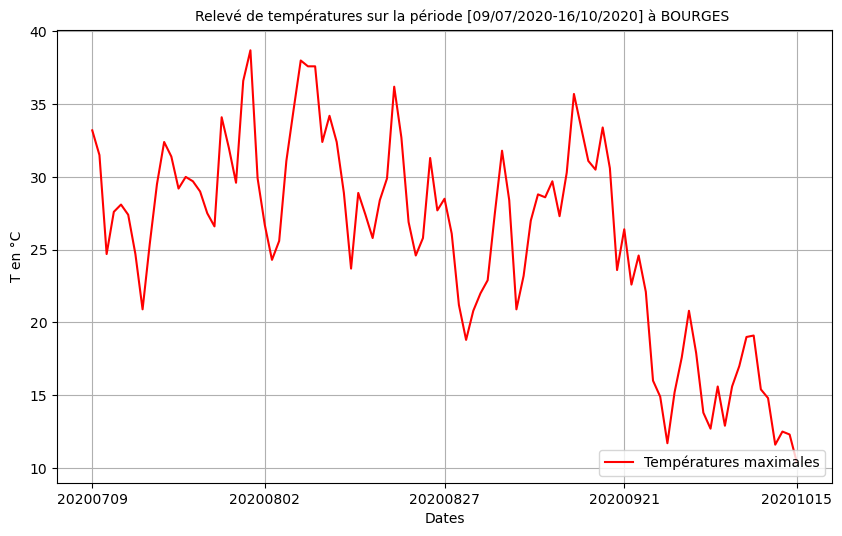 Relevé de températures sur la période [09/07/2020-16/10/2020] à BOURGES
40
35
30
25
20
15
10
T en °C
20200709 20200802 20200827 20200921 20201015
Dates
Températures maximales